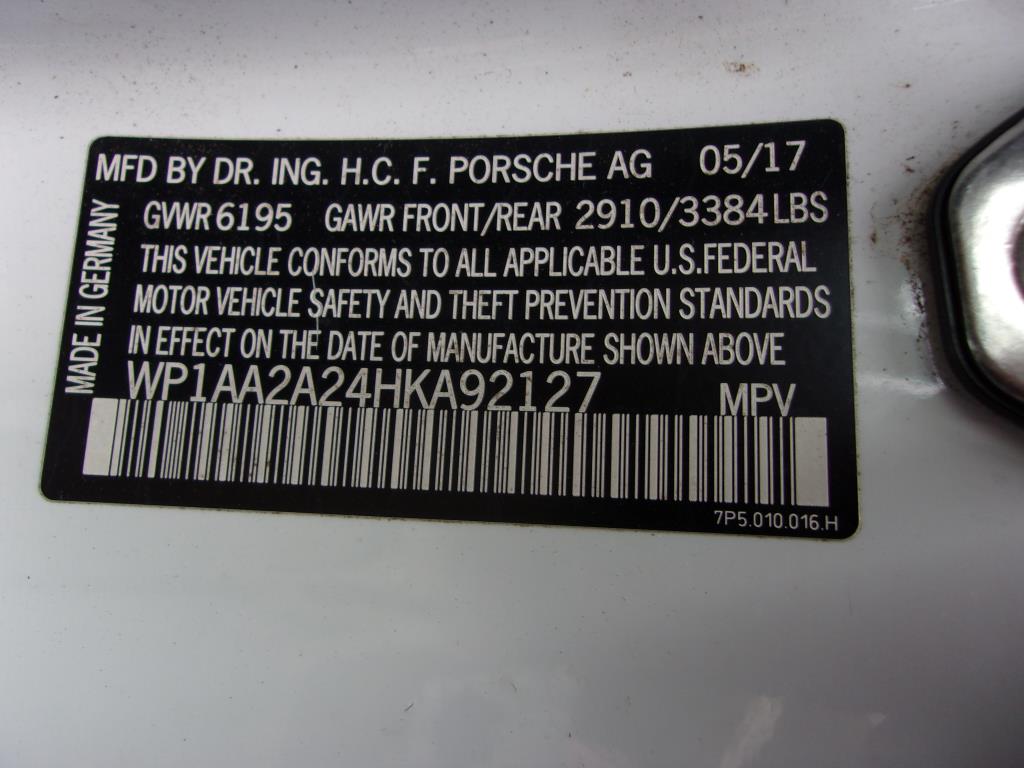 MFD BY DR. ING. H.C. F. PORSCHE AG 05/17
GVWR 6195 GAWR FRONT/REAR 2910/3384 LBS
THIS VEHICLE CONFORMS TO ALL APPLICABLE U.S.FEDERAL
MOTOR VEHICLE SAFETY AND THEFT PREVENTION STANDARDS
IN EFFECT ON THE DATE OF MANUFACTURE SHOWN ABOVE
WP1AA2A24HKA92127 MPV
7P5.010.016.H
MADE IN GERMANY